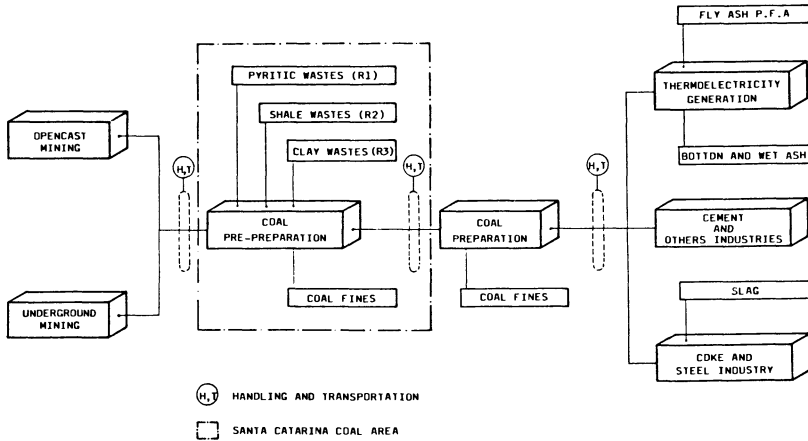 FLY ASH P.F.A
PYRITIC WASTES (R1)
THERMOELECTRICITY
GENERATION
SHALE WASTES (R2)
OPENCAST
MINING
CLAY WASTES (R3)
BOTTON AND WET ASH
H,T
H,T
H,T
COAL
PRE-PREPARATION
COAL
PREPARATION
CEMENT
AND
OTHERS INDUSTRIES
COAL FINES
COAL FINES
SLAG
UNDERGROUND
MINING
COKE AND
STEEL INDUSTRY
H,T HANDLING AND TRANSPORTATION
SANTA CATARINA COAL AREA